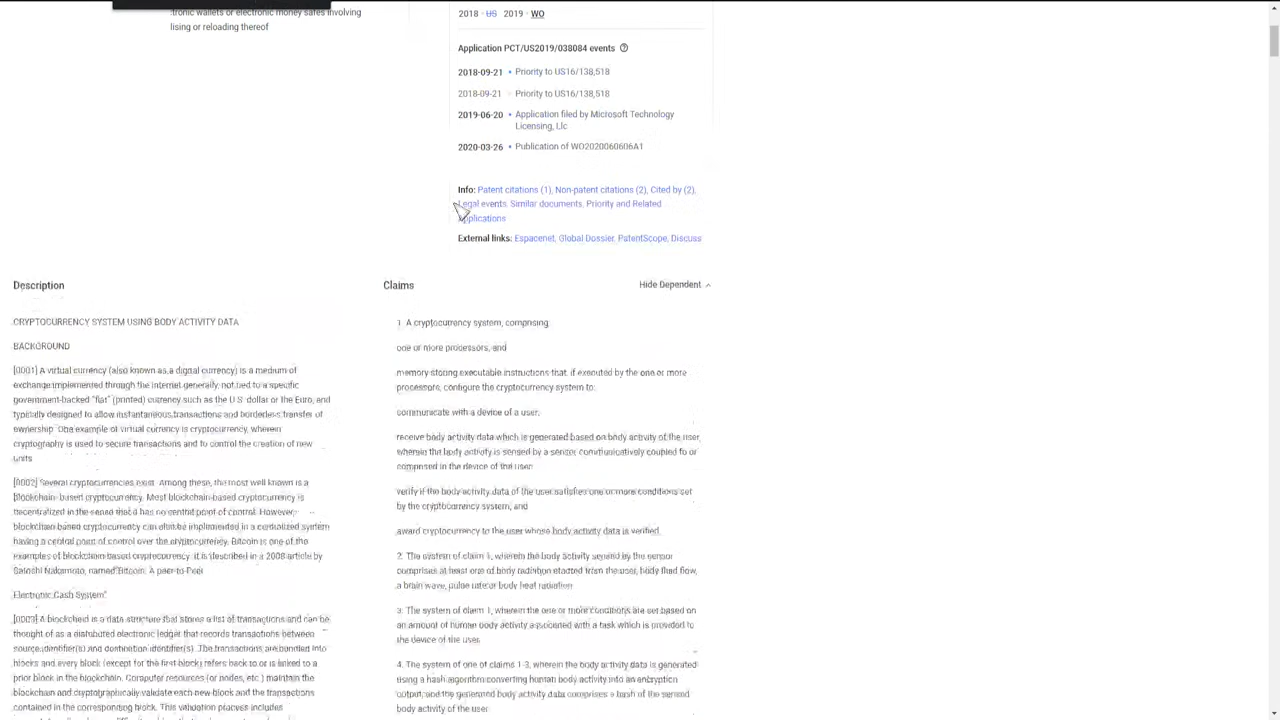 tronic wallets or electronic money safes involving
lising or reloading thereof
2018 · US 2019 · WO
Application PCT/US2019/038084 events
2018-09-21 • Priority to US16/138,518
2018-09-21 • Priority to US16/138,518
2019-06-20 • Application filed by Microsoft Technology
Licensing, Llc
2020-03-26 • Publication of WO2020060606A1
Info: Patent citations (1), Non-patent citations (2), Cited by (2),
Legal events, Similar documents, Priority and Related
Applications
External links: Espacenet, Global Dossier, PatentScope, Discuss
Description
CRYPTOCURRENCY SYSTEM USING BODY ACTIVITY DATA
BACKGROUND
[0001] A virtual currency (also known as a digital currency) is a medium of
exchange implemented through the internet generally, not tied to a specific
government-backed "fiat" (printed) currency such as the U.S. dollar or the Euro, and
typically designed to allow instantaneous transactions and borderless transfer of
ownership. One example of virtual currency is cryptocurrency, wherein
cryptography is used to secure transactions and to control the creation of new
units
[0002] Several cryptocurrencies exist. Among these, the most well known is a
blockchain-based cryptocurrency. Most blockchain-based cryptocurrency is
decentralized in the sense that it has no central point of control. However,
blockchain-based cryptocurrency can also be implemented in a centralized system
having a central point of control over the cryptocurrency. Bitcoin is one of the
examples of blockchain-based cryptocurrency. It is described in a 2008 article by
Satoshi Nakamoto, named "Bitcoin: A peer-to-Peer
Electronic Cash System"
[0003] A blockchain is a data structure that stores a list of transactions and can be
thought of as a distributed electronic ledger that records transactions between
source identifier(s) and destination identifier(s). The transactions are bundled into
blocks and every block (except for the first block) refers back to or is linked to a
prior block in the blockchain. Computer resources (or nodes, etc.) maintain the
blockchain and cryptographically validate each new block and the transactions
contained in the corresponding block. This validation process includes
Claims
Hide Dependent
1. A cryptocurrency system, comprising
one or more processors, and
memory storing executable instructions that, if executed by the one or more
processors, configure the cryptocurrency system to:
communicate with a device of a user;
receive body activity data which is generated based on body activity of the user,
wherein the body activity is sensed by a sensor communicatively coupled to or
comprised in the device of the user
verify if the body activity data of the user satisfies one or more conditions set
by the cryptocurrency system, and
award cryptocurrency to the user whose body activity data is verified.
2. The system of claim 1, wherein the body activity sensed by the sensor
comprises at least one of body radiation emitted from the user, body fluid flow,
a brain wave, pulse rate or body heat radiation
3. The system of claim 1, wherein the one or more conditions are set based on
an amount of human body activity associated with a task which is provided to
the device of the user
4. The system of one of claims 1-3, wherein the body activity data is generated
using a hash algorithm converting human body activity into an encryption
output, and the generated body activity data comprises a hash of the sensed
body activity of the user